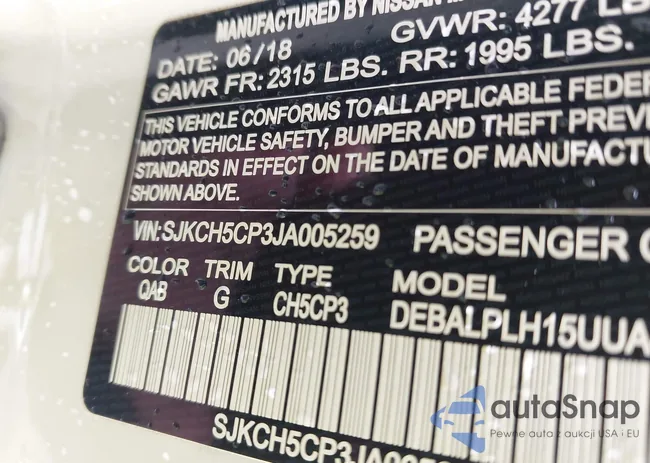 MANUFACTURED BY NISSAN
DATE: 06/18 GVWR: 4277 LB
GAWR FR: 2315 LBS. RR: 1995 LBS.
THIS VEHICLE CONFORMS TO ALL APPLICABLE FEDER
MOTOR VEHICLE SAFETY, BUMPER AND THEFT PREVE
STANDARDS IN EFFECT ON THE DATE OF MANUFACTU
SHOWN ABOVE.
VIN: SJKCH5CP3JA005259 PASSENGER
COLOR TRIM TYPE MODEL
QAB G CH5CP3 DEBALPLH15UUA
SJKCH5CP3JA005
autoSnap
Pewne auta z aukcji USA i EU